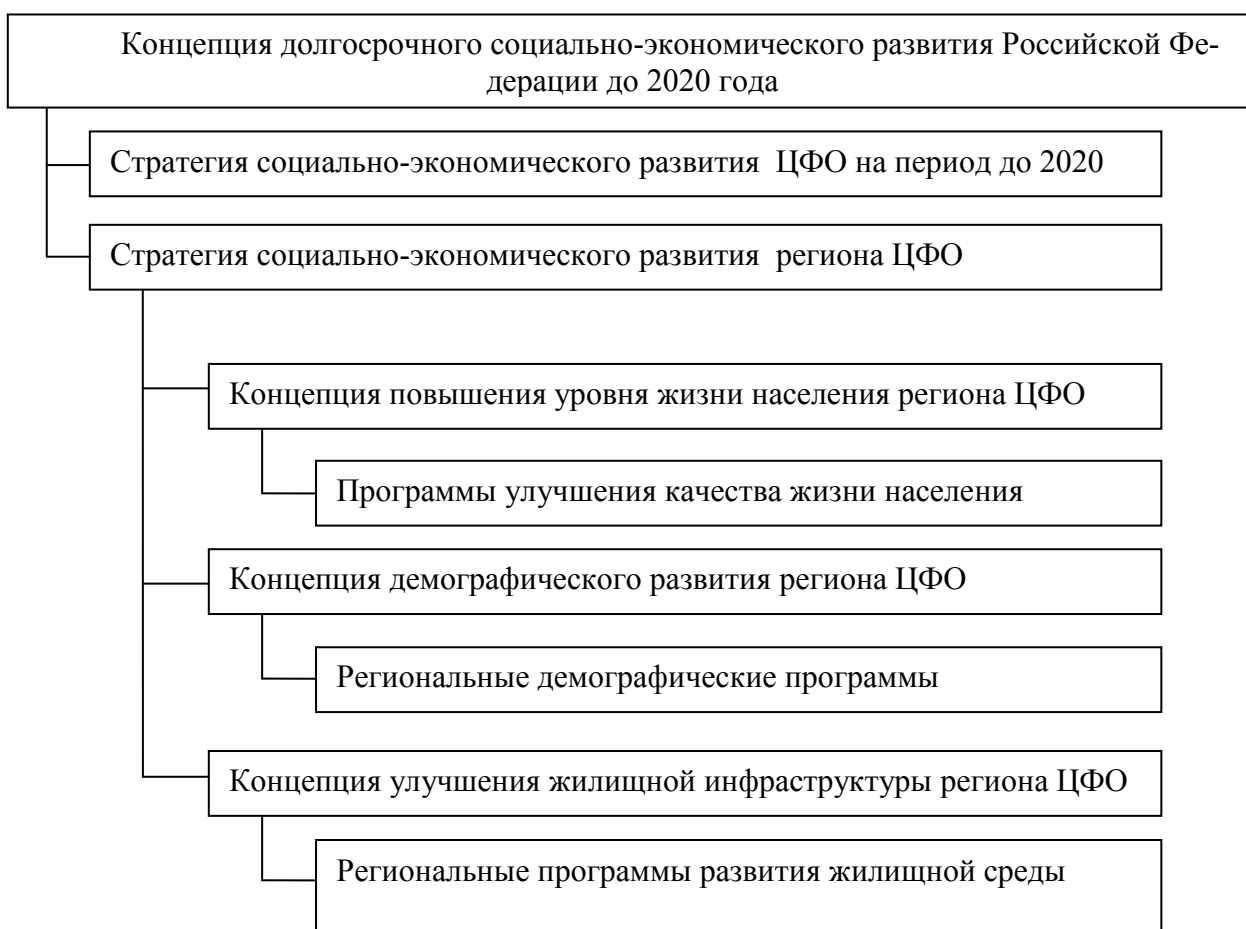 Концепция долгосрочного социально-экономического развития Российской Фе-
дерации до 2020 года
Стратегия социально-экономического развития ЦФО на период до 2020
Стратегия социально-экономического развития региона ЦФО
Концепция повышения уровня жизни населения региона ЦФО
Программы улучшения качества жизни населения
Концепция демографического развития региона ЦФО
Региональные демографические программы
Концепция улучшения жилищной инфраструктуры региона ЦФО
Региональные программы развития жилищной среды